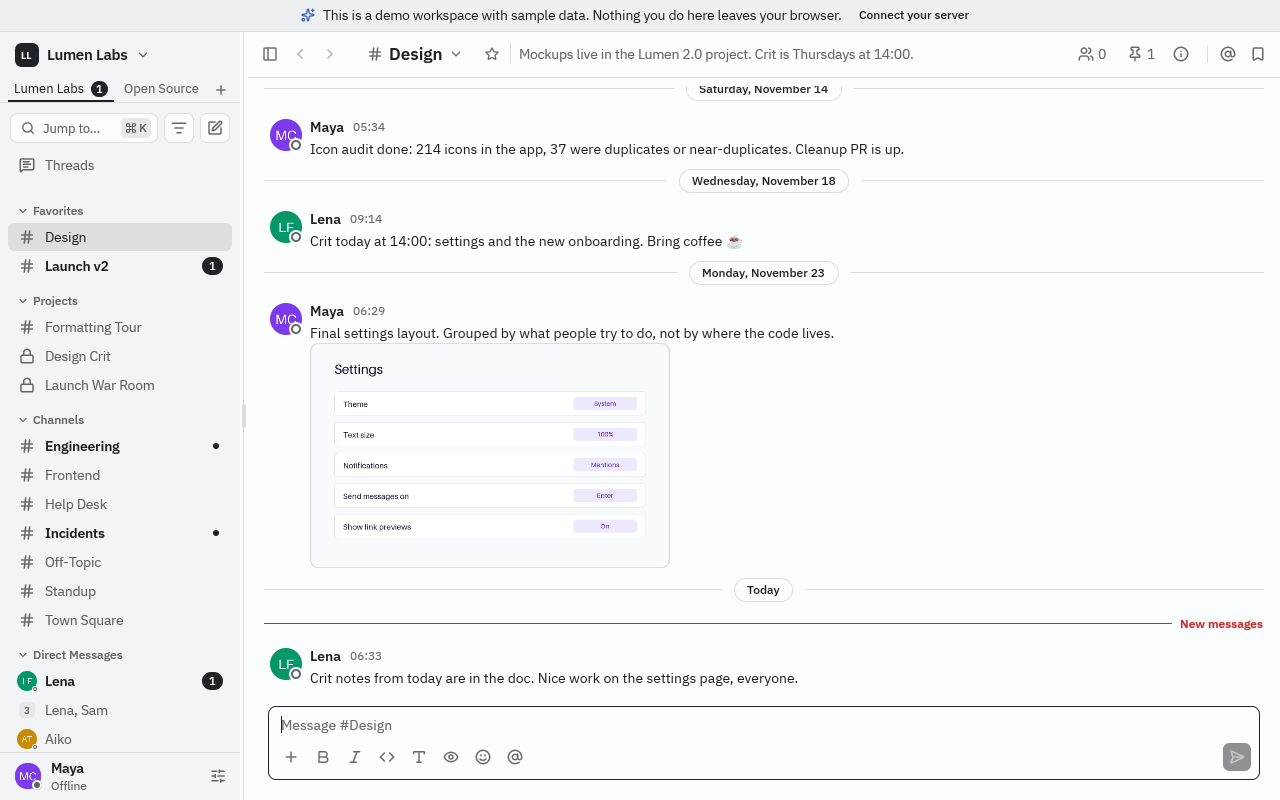 This is a demo workspace with sample data. Nothing you do here leaves your browser. Connect your server
LL Lumen Labs
Lumen Labs 1 Open Source
Jump to... ⌘ K
Threads
Favorites
Design
Launch v2 1
Projects
Formatting Tour
Design Crit
Launch War Room
Channels
Engineering
Frontend
Help Desk
Incidents
Off-Topic
Standup
Town Square
Direct Messages
LF Lena 1
3 Lena, Sam
AT Aiko
MC Maya
Offline
# Design Mockups live in the Lumen 2.0 project. Crit is Thursdays at 14:00. 0 1
Saturday, November 14
MC Maya 05:34
Icon audit done: 214 icons in the app, 37 were duplicates or near-duplicates. Cleanup PR is up.
Wednesday, November 18
LF Lena 09:14
Crit today at 14:00: settings and the new onboarding. Bring coffee ☕
Monday, November 23
MC Maya 06:29
Final settings layout. Grouped by what people try to do, not by where the code lives.
Settings
Theme System
Text size 100%
Notifications Mentions
Send messages on Enter
Show link previews On
Today
New messages
LF Lena 06:33
Crit notes from today are in the doc. Nice work on the settings page, everyone.
Message #Design